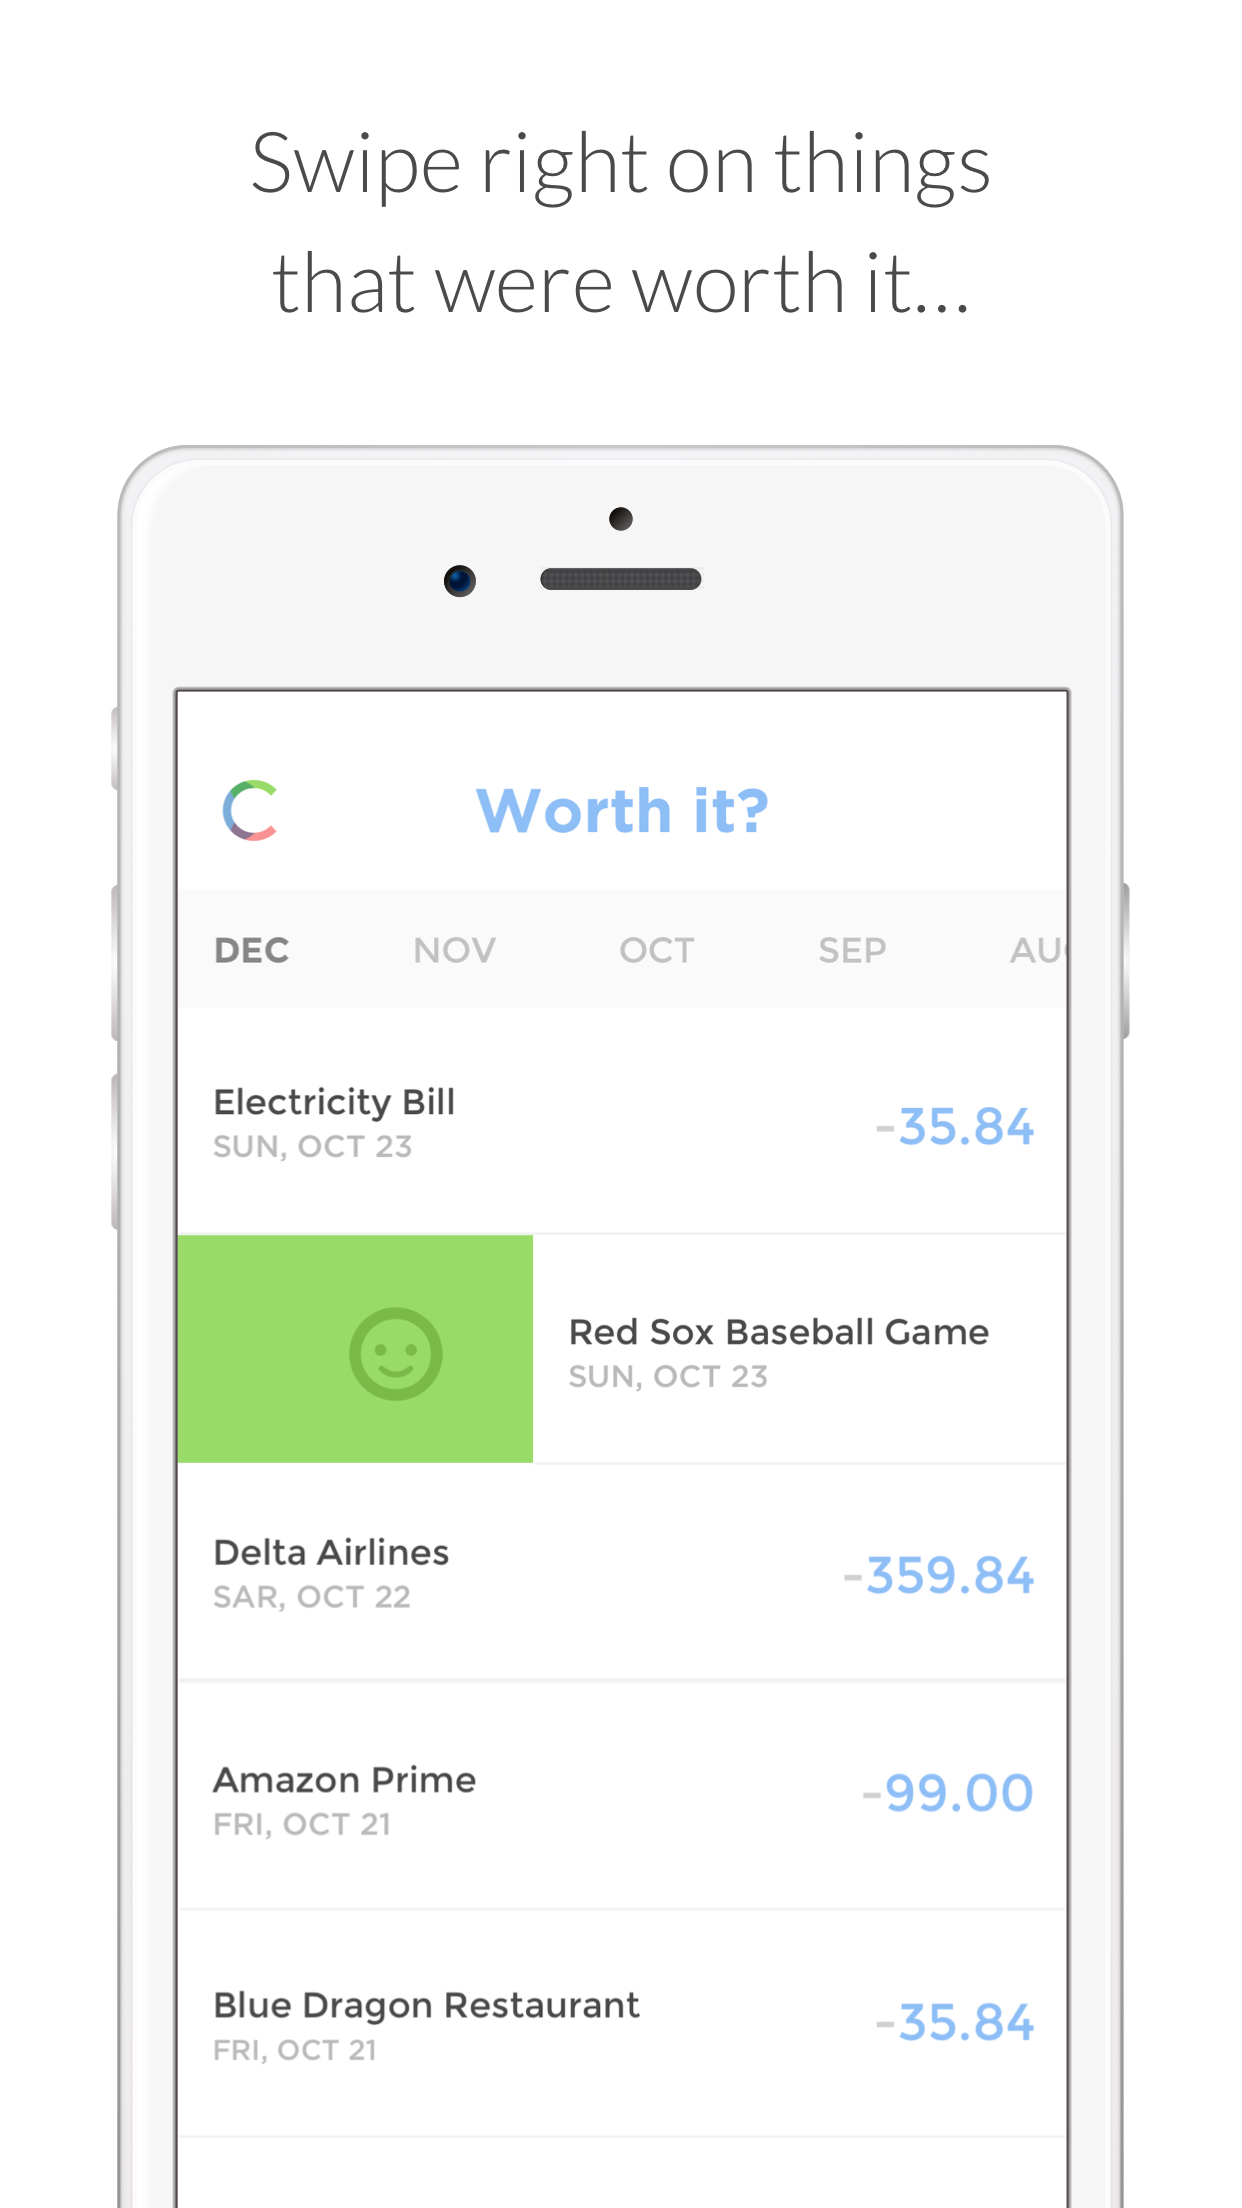 Swipe right on things
that were worth it...
Worth it?
DEC NOV OCT SEP AU
Electricity Bill
SUN, OCT 23
-35.84
Red Sox Baseball Game
SUN, OCT 23
Delta Airlines
SAR, OCT 22
-359.84
Amazon Prime
FRI, OCT 21
-99.00
Blue Dragon Restaurant
FRI, OCT 21
-35.84